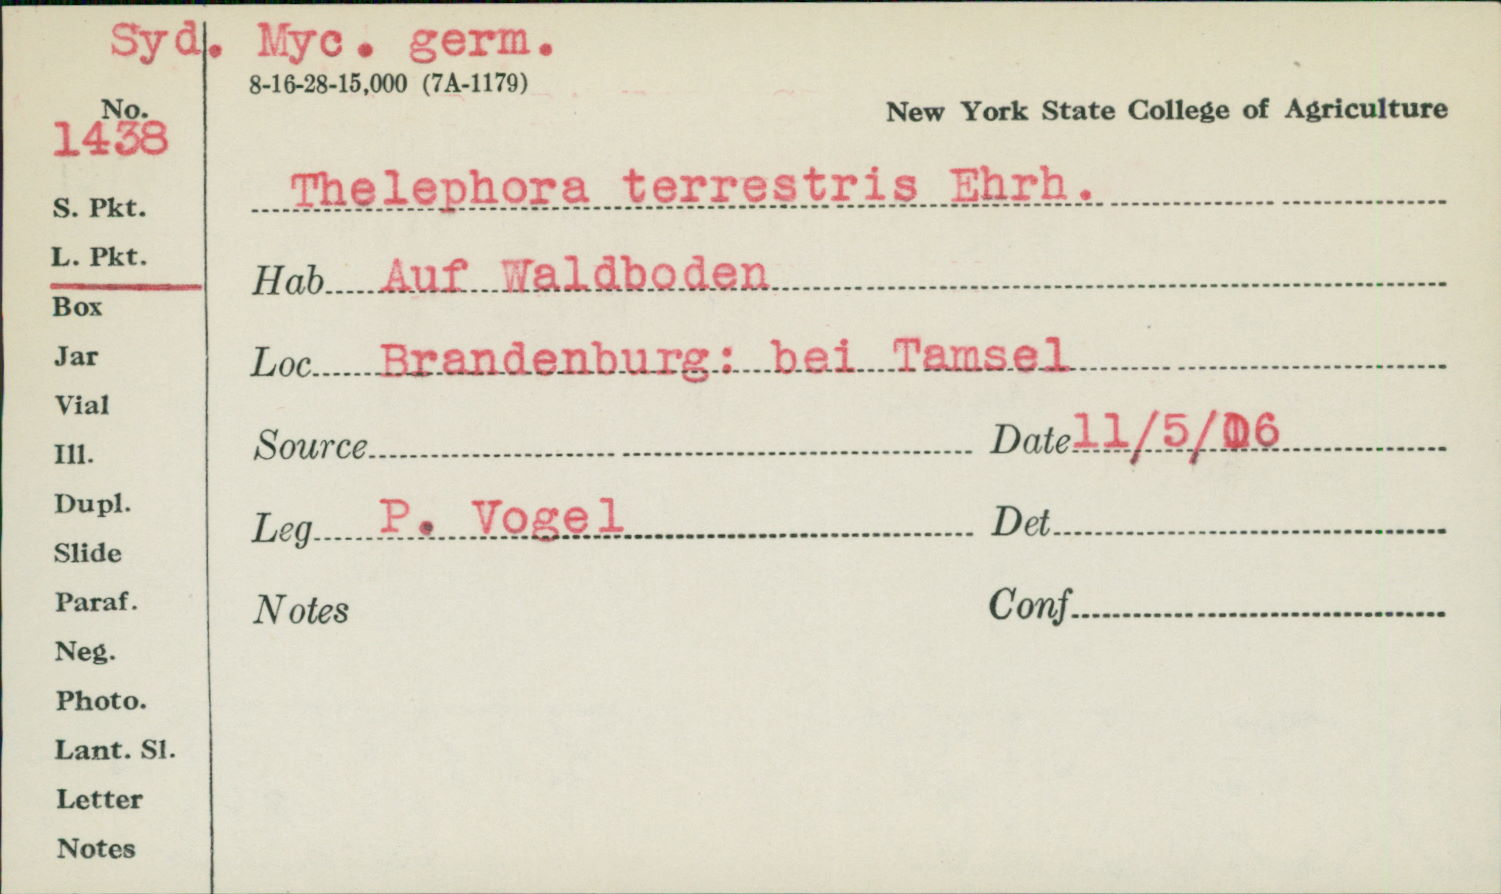 Syd. Myc. germ.
8-16-28-15,000 (7A-1179)
No.
1438
New York State College of Agriculture
Thelephora terrestris Ehrh.
S. Pkt.
L. Pkt.
Hab Auf Waldboden
Box
Jar
Loc Brandenburg: bei Tamsel
Vial
Ill.
Source Date 11/5/06
Dupl.
Leg P. Vogel Det
Slide
Paraf.
Notes Conf
Neg.
Photo.
Lant. Sl.
Letter
Notes